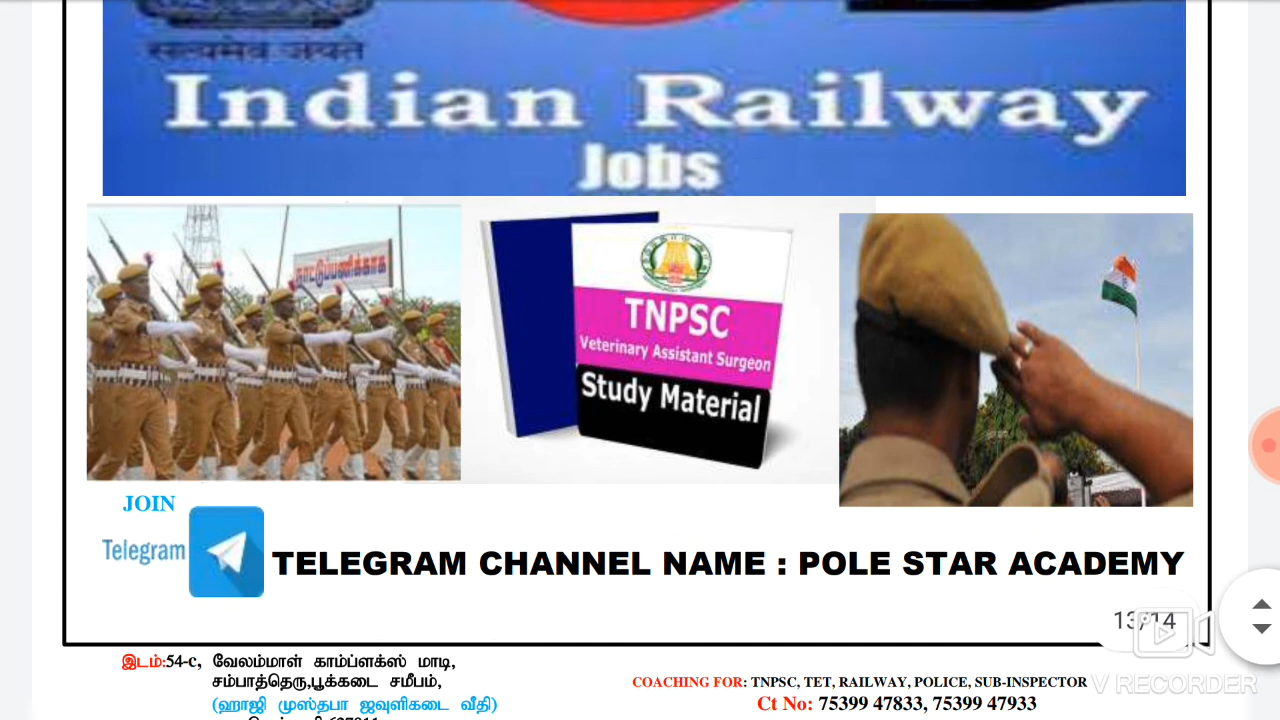 सत्यमेव जयते
Indian Railway
Jobs
நாட்டுப்பணிக்காக
TNPSC
Veterinary Assistant Surgeon
Study Material
JOIN
Telegram
TELEGRAM CHANNEL NAME : POLE STAR ACADEMY
13/14
இடம்:54-c, வேலம்மாள் காம்ப்ளக்ஸ் மாடி,
சம்பாத்தெரு,பூக்கடை சமீபம்,
(ஹாஜி முஸ்தபா ஜவுளிகடை வீதி)
COACHING FOR: TNPSC, TET, RAILWAY, POLICE, SUB-INSPECTOR
Ct No: 75399 47833, 75399 47933
V RECORDER